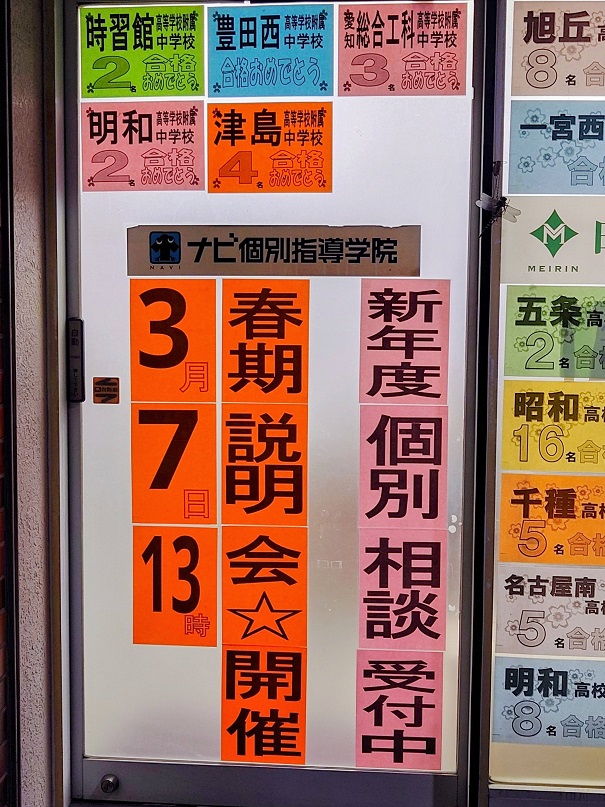 時習館 高等学校附属
中学校
2名 合格
おめでとう
豊田西 高等学校附属
中学校
合格おめでとう
愛知総合工科 高等学校附属
中学校
3名 合格
おめでとう
明和 高等学校附属
中学校
2名 合格
おめでとう
津島 高等学校附属
中学校
4名 合格
おめでとう
ナビ個別指導学院
NAVI
新年度
個別
相談
受付中
春期
説明
会☆
開催
3月
7日
13時
自動
旭丘 高
8名 合
一宮西
合格
MEIRIN
五条 高
2名 合
昭和 高校
16名 合
千種 高校
5名 合格
名古屋南
高校
5名 合格
明和 高校
8名 合格